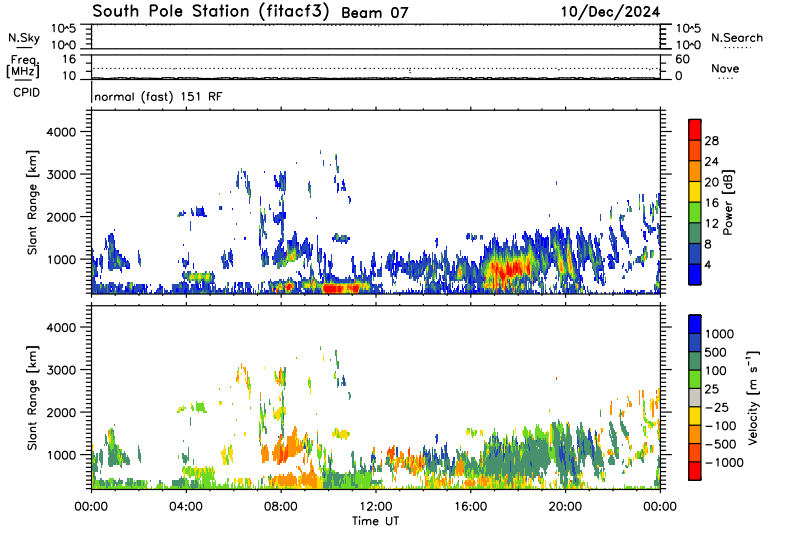 South Pole Station (fitacf3) Beam 07 10/Dec/2024
N.Sky 10^5 10^0 10^5 10^0 N.Search
Freq. [MHz] 16 10 60 0 Nave
CPID normal (fast) 151 RF
Slant Range [km]
4000
3000
2000
1000
28
24
20
16
12
8
4
Power [dB]
Slant Range [km]
4000
3000
2000
1000
1000
500
100
25
−25
−100
−500
−1000
Velocity [m s⁻¹]
00:00 04:00 08:00 12:00 16:00 20:00 00:00
Time UT